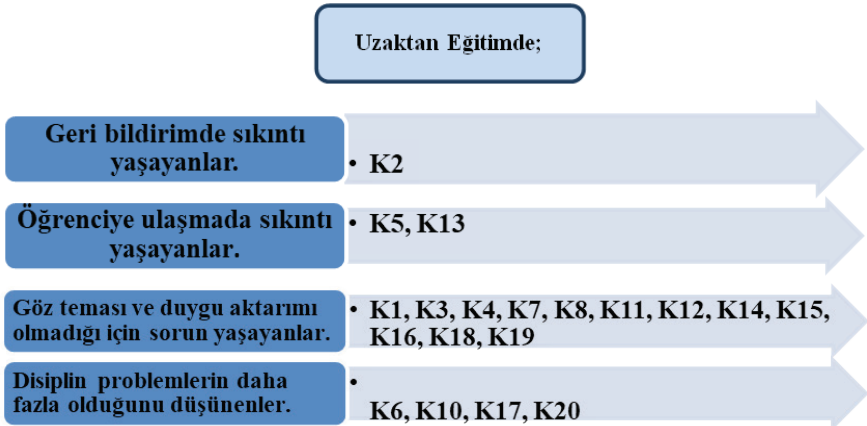 Uzaktan Eğitimde;
Geri bildirimde sıkıntı
yaşayanlar.
• K2
Öğrenciye ulaşmada sıkıntı
yaşayanlar.
• K5, K13
Göz teması ve duygu aktarımı
olmadığı için sorun yaşayanlar.
• K1, K3, K4, K7, K8, K11, K12, K14, K15,
K16, K18, K19
Disiplin problemlerin daha
fazla olduğunu düşünenler.
•
K6, K10, K17, K20